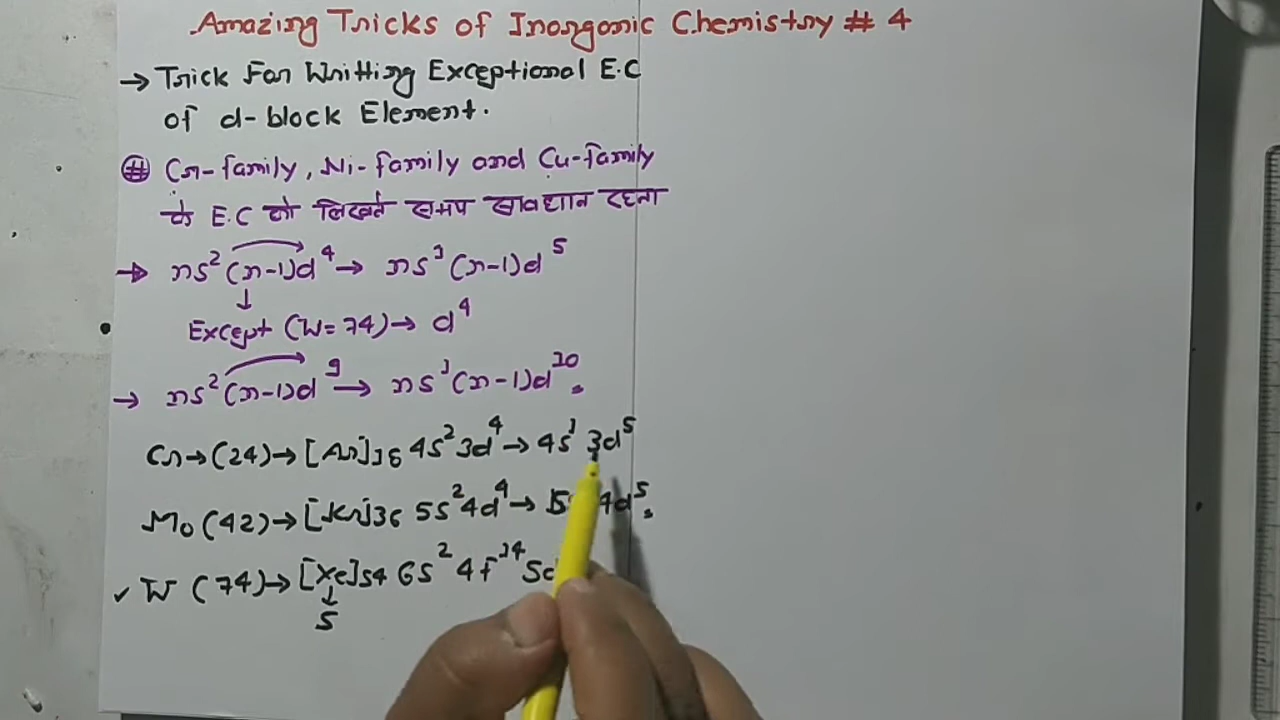 Amazing Tricks of Inorgonic Chemistry # 4
→ Trick For Writting Exceptional E.C
of d-block Element.
# Cr-family, Ni-family and Cu-family
के E.C को लिखते समय सावधान रहना
→ ns² (n-1)d⁴ → ns¹ (n-1)d⁵
↓
Except (W=74) → d⁴
→ ns² (n-1)d⁹ → ns¹ (n-1)d¹⁰.
Cr → (24) → [Ar]₁₈ 4s² 3d⁴ → 4s¹ 3d⁵
Mo (42) → [Kr]₃₆ 5s² 4d⁴ → 5s 4d⁵.
✓ W (74) → [Xe]₅₄ 6s² 4f¹⁴ 5d
↓
5